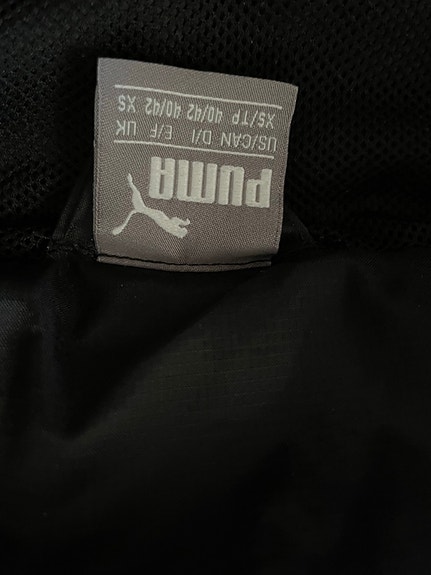 PUMA
US/CAN D/I E/F UK
XS/TP 40/42 40/42 XS